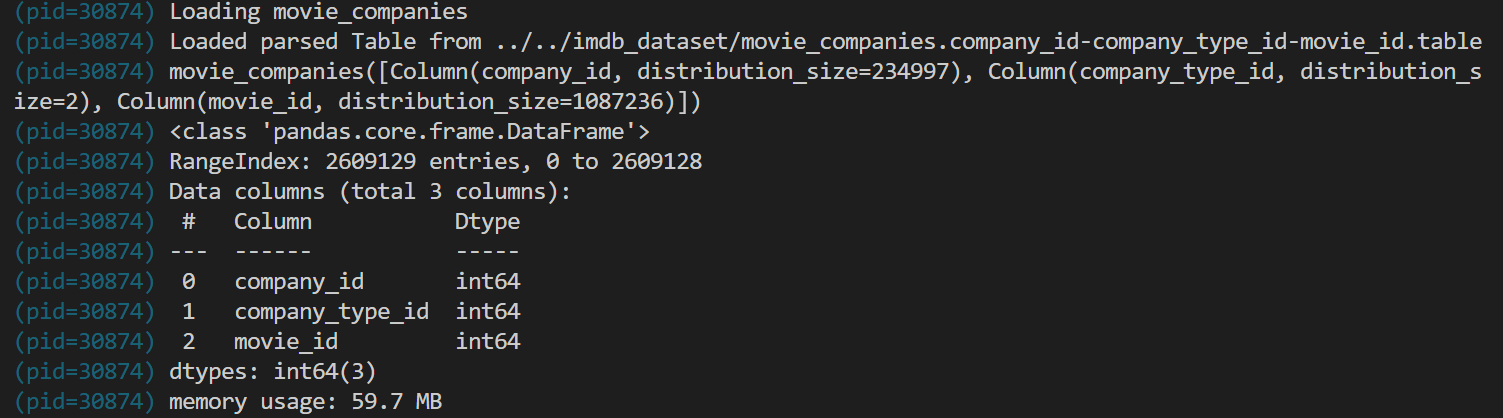 (pid=30874) Loading movie_companies
(pid=30874) Loaded parsed Table from ../../imdb_dataset/movie_companies.company_id-company_type_id-movie_id.table
(pid=30874) movie_companies([Column(company_id, distribution_size=234997), Column(company_type_id, distribution_s
ize=2), Column(movie_id, distribution_size=1087236)])
(pid=30874) <class 'pandas.core.frame.DataFrame'>
(pid=30874) RangeIndex: 2609129 entries, 0 to 2609128
(pid=30874) Data columns (total 3 columns):
(pid=30874)  #   Column           Dtype
(pid=30874) ---  ------           -----
(pid=30874)  0   company_id       int64
(pid=30874)  1   company_type_id  int64
(pid=30874)  2   movie_id         int64
(pid=30874) dtypes: int64(3)
(pid=30874) memory usage: 59.7 MB